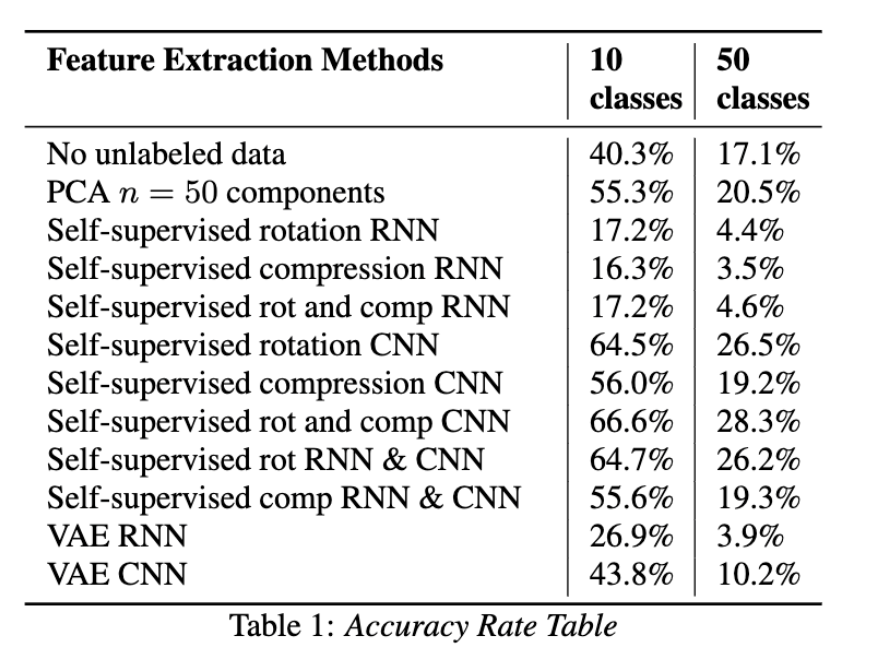 Feature Extraction Methods 10 classes 50 classes
No unlabeled data 40.3% 17.1%
PCA n = 50 components 55.3% 20.5%
Self-supervised rotation RNN 17.2% 4.4%
Self-supervised compression RNN 16.3% 3.5%
Self-supervised rot and comp RNN 17.2% 4.6%
Self-supervised rotation CNN 64.5% 26.5%
Self-supervised compression CNN 56.0% 19.2%
Self-supervised rot and comp CNN 66.6% 28.3%
Self-supervised rot RNN & CNN 64.7% 26.2%
Self-supervised comp RNN & CNN 55.6% 19.3%
VAE RNN 26.9% 3.9%
VAE CNN 43.8% 10.2%
Table 1: Accuracy Rate Table